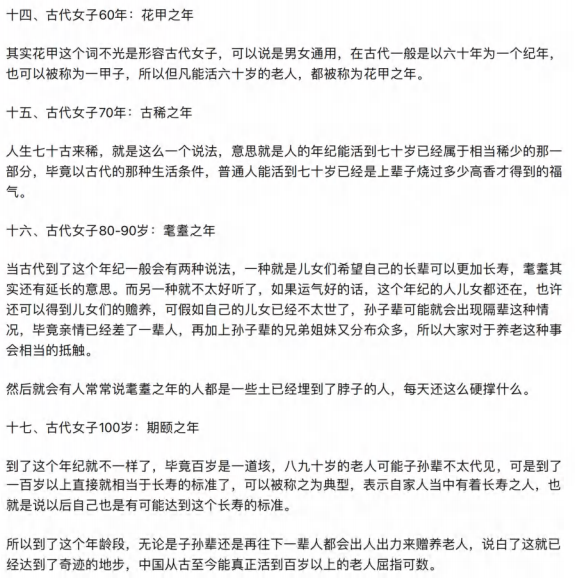 十四、古代女子60年：花甲之年
其实花甲这个词不光是形容古代女子，可以说是男女通用，在古代一般是以六十年为一个纪年，
也可以被称为一甲子，所以但凡能活六十岁的老人，都被称为花甲之年。
十五、古代女子70年：古稀之年
人生七十古来稀，就是这么一个说法，意思就是人的年纪能活到七十岁已经属于相当稀少的那一
部分，毕竟以古代的那种生活条件，普通人能活到七十岁已经是上辈子烧过多少高香才得到的福
气。
十六、古代女子80-90岁：耄耋之年
当古代到了这个年纪一般会有两种说法，一种就是儿女们希望自己的长辈可以更加长寿，耄耋其
实还有延长的意思。而另一种就不太好听了，如果运气好的话，这个年纪的人儿女都还在，也许
还可以得到儿女们的赡养，可假如自己的儿女已经不太世了，孙子辈可能就会出现隔辈这种情
况，毕竟亲情已经差了一辈人，再加上孙子辈的兄弟姐妹又分布众多，所以大家对于养老这种事
会相当的抵触。
然后就会有人常常说耄耋之年的人都是一些土已经埋到了脖子的人，每天还这么硬撑什么。
十七、古代女子100岁：期颐之年
到了这个年纪就不一样了，毕竟百岁是一道垓，八九十岁的老人可能子孙辈不太代见，可是到了
一百岁以上直接就相当于长寿的标准了，可以被称之为典型，表示自家人当中有着长寿之人，也
就是说以后自己也是有可能达到这个长寿的标准。
所以到了这个年龄段，无论是子孙辈还是再往下一辈人都会出人出力来赠养老人，说白了这就已
经达到了奇迹的地步，中国从古至今能真正活到百岁以上的老人屈指可数。